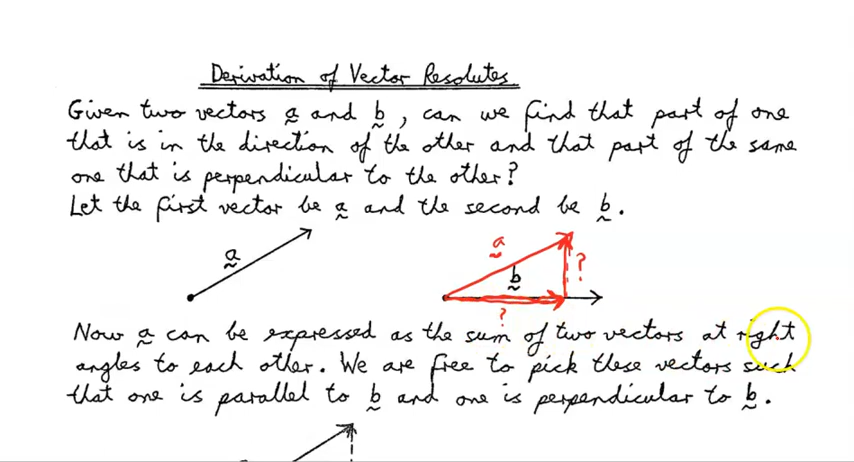 Derivation of Vector Resolutes
Given two vectors a and b, can we find that part of one
that is in the direction of the other and that part of the same
one that is perpendicular to the other?
Let the first vector be a and the second be b.
a
a
b
?
?
Now a can be expressed as the sum of two vectors at right
angles to each other. We are free to pick these vectors such
that one is parallel to b and one is perpendicular to b.